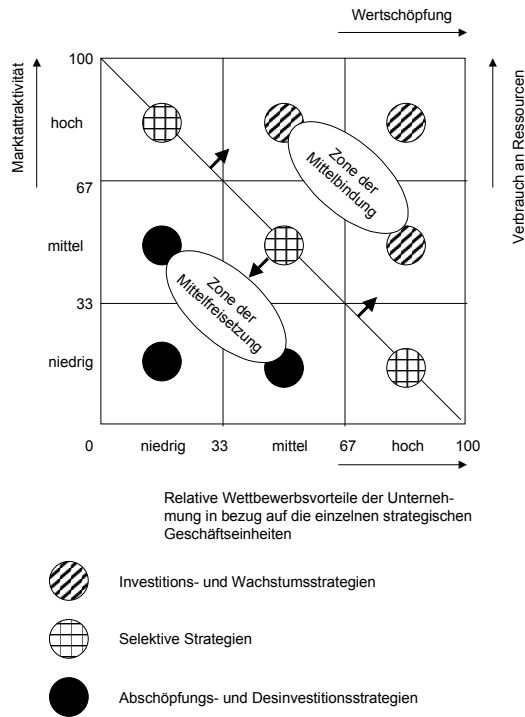 Wertschöpfung
Marktattraktivität
Verbrauch an Ressourcen
100
hoch
67
mittel
33
niedrig
Zone der
Mittelbindung
Zone der
Mittelfreisetzung
0 niedrig 33 mittel 67 hoch 100
Relative Wettbewerbsvorteile der Unterneh-
mung in bezug auf die einzelnen strategischen
Geschäftseinheiten
Investitions- und Wachstumsstrategien
Selektive Strategien
Abschöpfungs- und Desinvestitionsstrategien